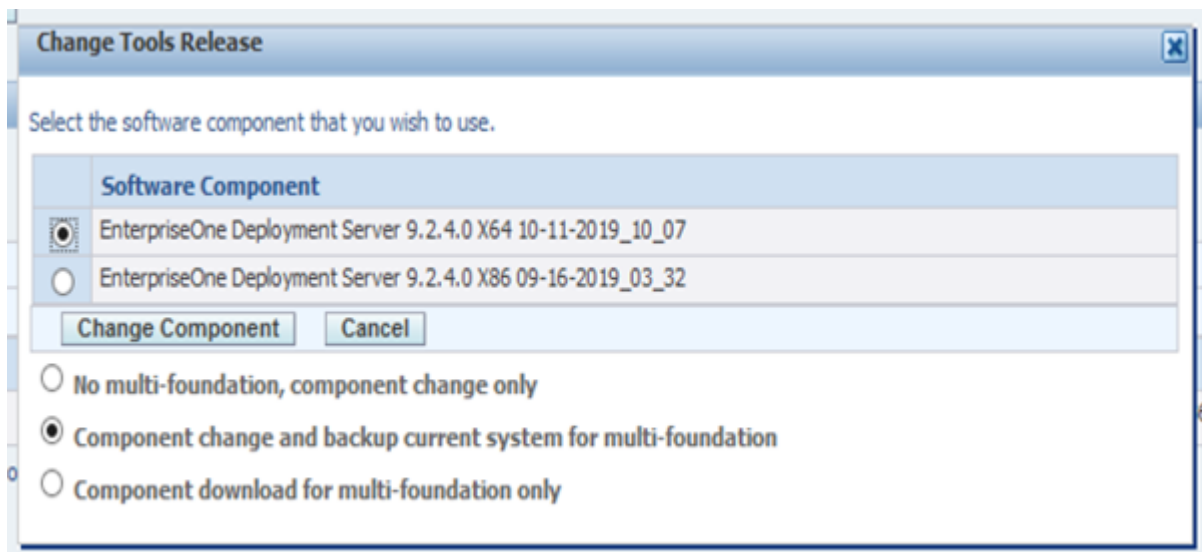 Change Tools Release
Select the software component that you wish to use.
Software Component
EnterpriseOne Deployment Server 9.2.4.0 X64 10-11-2019_10_07
EnterpriseOne Deployment Server 9.2.4.0 X86 09-16-2019_03_32
Change Component Cancel
No multi-foundation, component change only
Component change and backup current system for multi-foundation
Component download for multi-foundation only